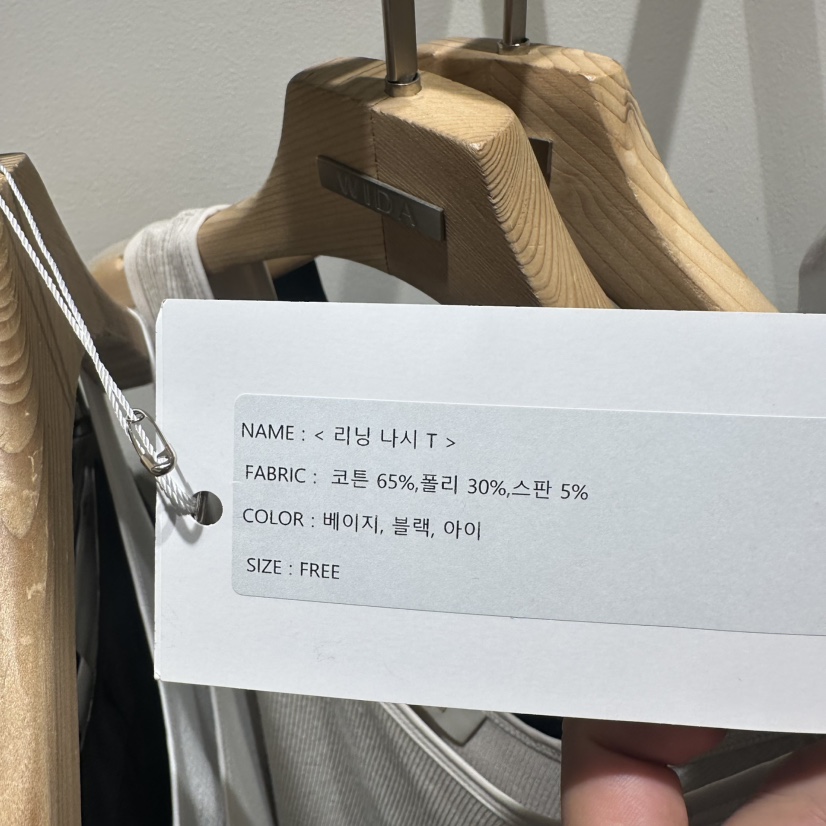 WIDA
NAME : < 리닝 나시 T >
FABRIC : 코튼 65%,폴리 30%,스판 5%
COLOR : 베이지, 블랙, 아이
SIZE : FREE